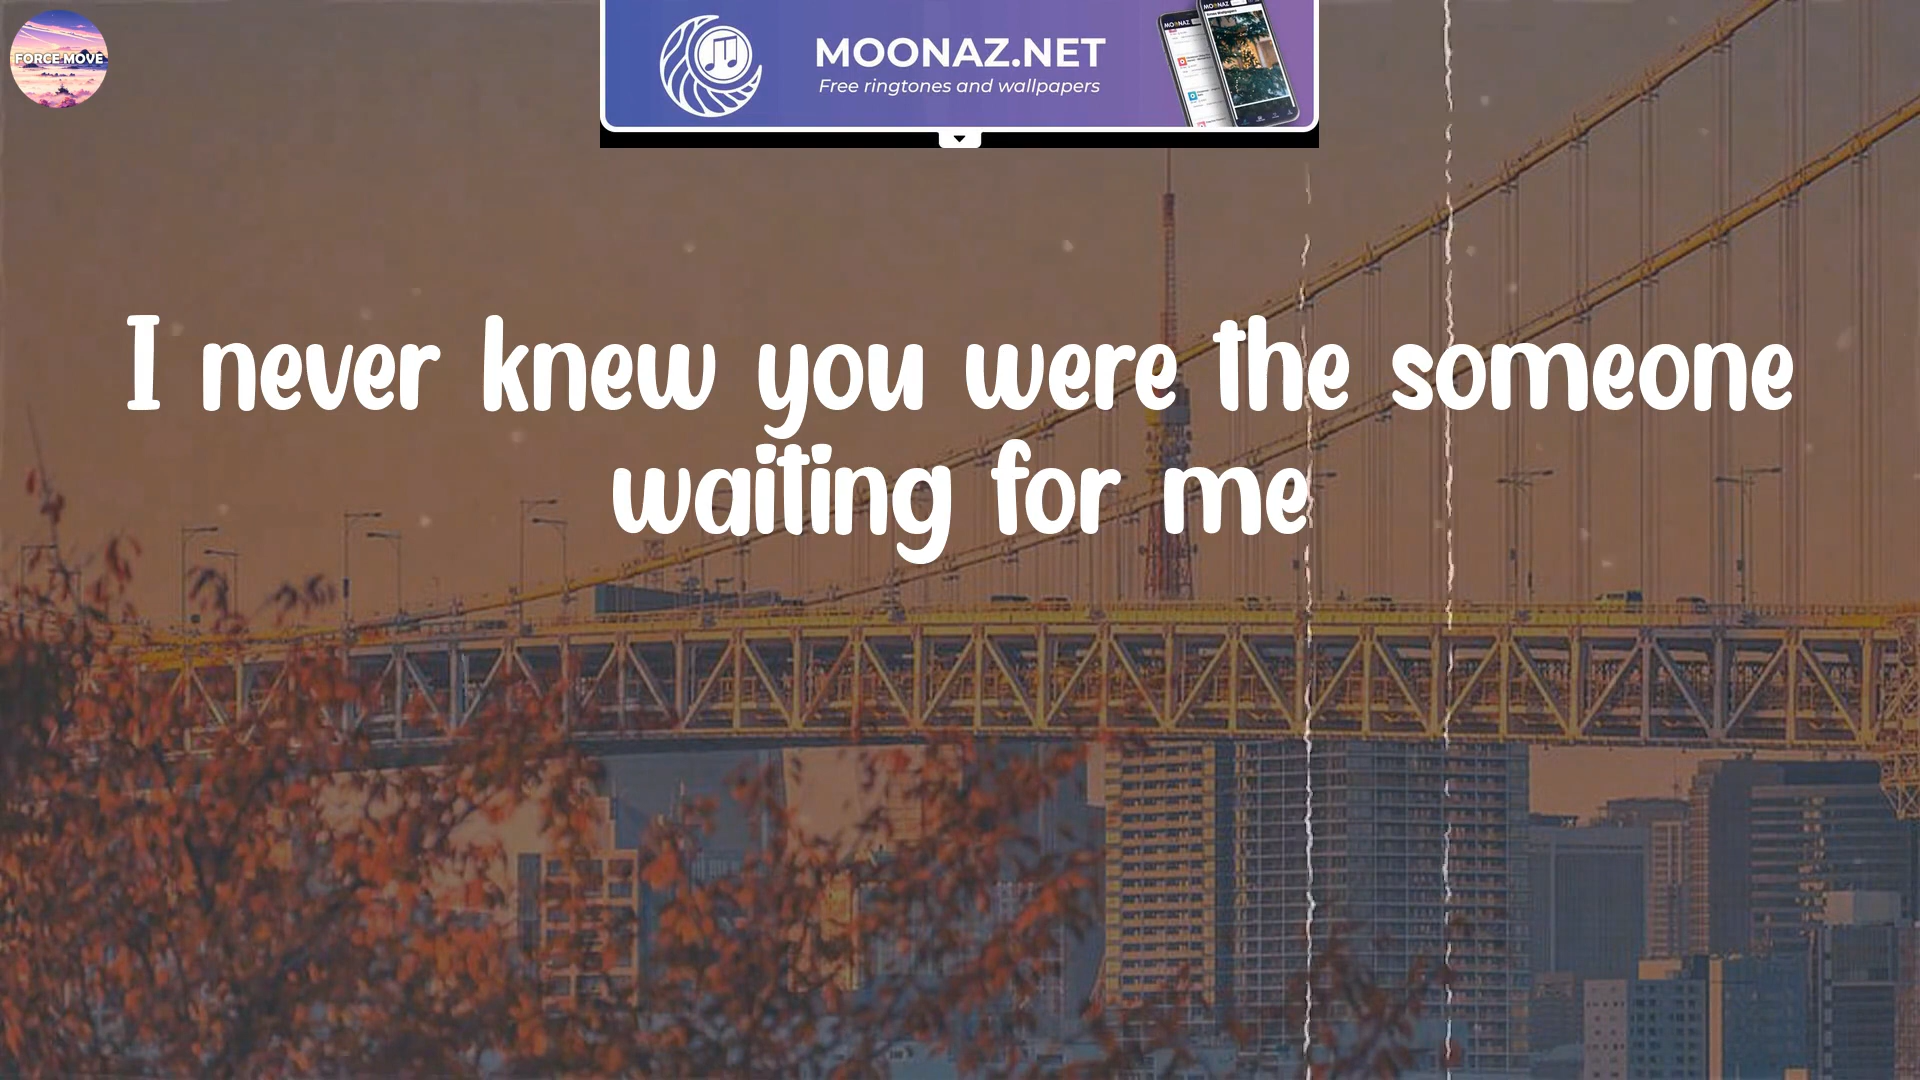 FORCE MOVE
MOONAZ.NET
Free ringtones and wallpapers
I never knew you were the someone
waiting for me